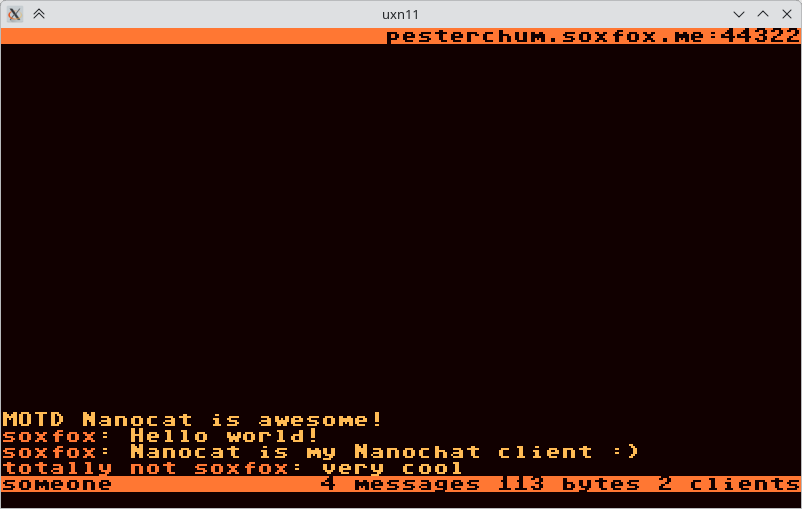 uxn11
pesterchum.soxfox.me:44322
MOTD Nanocat is awesome!
soxfox: Hello world!
soxfox: Nanocat is my Nanochat client :)
totally not soxfox: very cool
someone 4 messages 113 bytes 2 clients